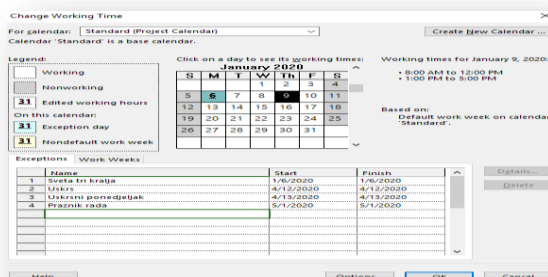 Change Working Time
For calendar: Standard (Project Calendar)
Create New Calendar ...
Calendar 'Standard' is a base calendar.
Legend:
Working
Nonworking
31 Edited working hours
On this calendar:
31 Exception day
31 Nondefault work week
Click on a day to see its working times:
January 2020
S M T W Th F S
1 2 3 4
5 6 7 8 9 10 11
12 13 14 15 16 17 18
19 20 21 22 23 24 25
26 27 28 29 30 31
Working times for January 9, 2020:
• 8:00 AM to 12:00 PM
• 1:00 PM to 5:00 PM
Based on:
Default work week on calendar 'Standard'.
Exceptions Work Weeks
Name Start Finish
1 Sveta tri kralja 1/6/2020 1/6/2020
2 Uskrs 4/12/2020 4/12/2020
3 Uskrsni ponedjeljak 4/13/2020 4/13/2020
4 Praznik rada 5/1/2020 5/1/2020
Details...
Delete
Help Options... OK Cancel